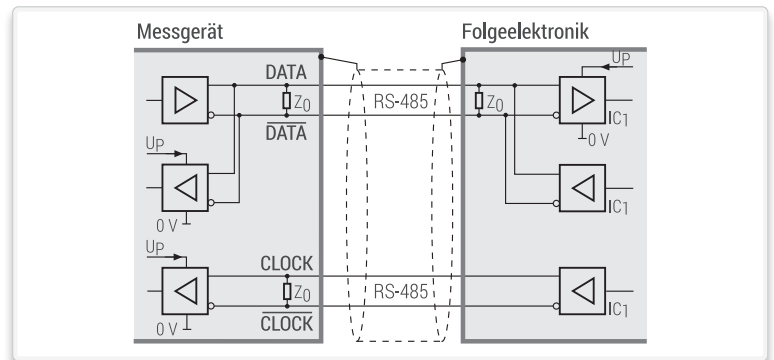 Messgerät
Folgeelektronik
UP
DATA
Z0
RS-485
Z0
IC1
DATA
0 V
UP
0 V
IC1
UP
CLOCK
Z0
RS-485
IC1
CLOCK
0 V